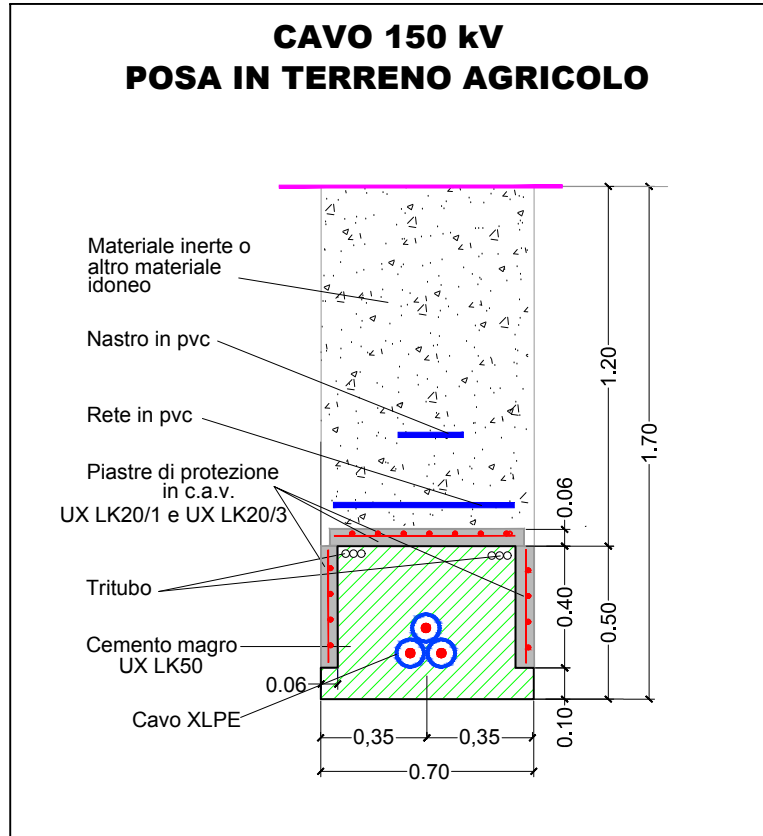 CAVO 150 kV
POSA IN TERRENO AGRICOLO
Materiale inerte o
altro materiale
idoneo
Nastro in pvc
Rete in pvc
Piastre di protezione
in c.a.v.
UX LK20/1 e UX LK20/3
Tritubo
Cemento magro
UX LK50
0.06
Cavo XLPE
0,35
0,35
0.70
1.20
1.70
0.06
0.40
0.50
0.10